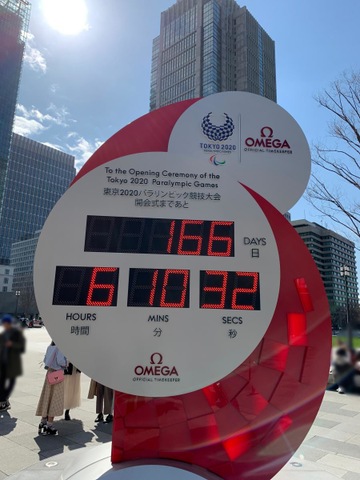 TOKYO 2020
PARALYMPIC GAMES
Ω
OMEGA
OFFICIAL TIMEKEEPER
To the Opening Ceremony of the
Tokyo 2020 Paralympic Games
東京2020パラリンピック競技大会
開会式まであと
166 DAYS
日
6 10 32
HOURS MINS SECS
時間 分 秒
Ω
OMEGA
OFFICIAL TIMEKEEPER